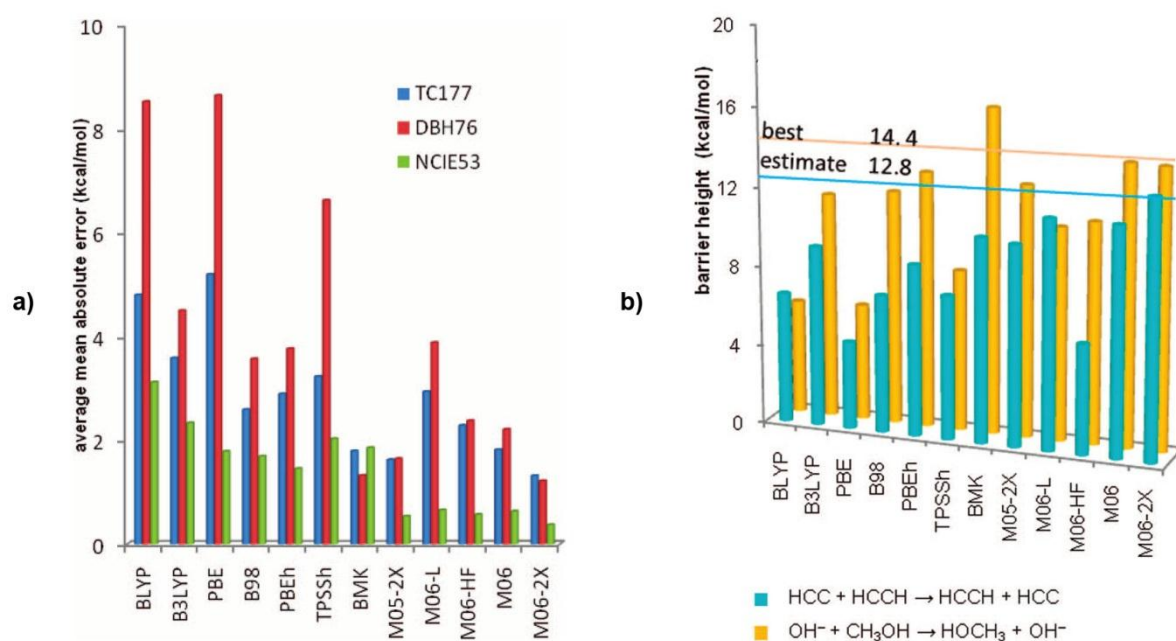 a)
average mean absolute error (kcal/mol)
10
8
6
4
2
0
TC177
DBH76
NCIE53
BLYP
B3LYP
PBE
B98
PBEh
TPSSh
BMK
M05-2X
M06-L
M06-HF
M06
M06-2X
b)
barrier height (kcal/mol)
20
16
12
8
4
0
best 14.4
estimate 12.8
BLYP
B3LYP
PBE
B98
PBEh
TPSSh
BMK
M05-2X
M06-L
M06-HF
M06
M06-2X
HCC + HCCH → HCCH + HCC
OH⁻ + CH₃OH → HOCH₃ + OH⁻